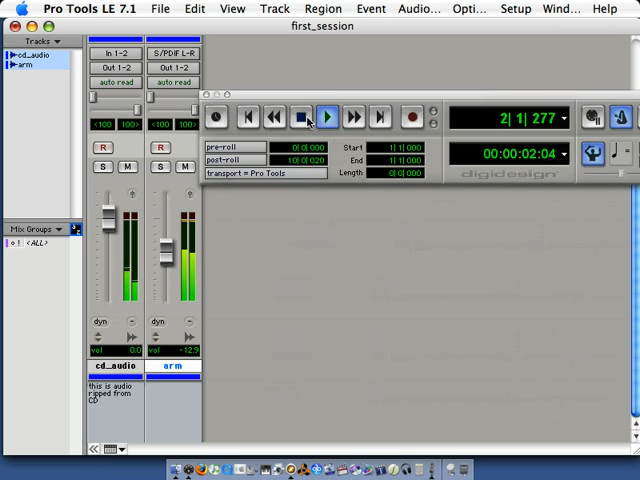 Pro Tools LE 7.1 File Edit View Track Region Event Audio... Opti... Setup Wind... Help
first_session
Tracks
cd_audio
arm
In 1-2 S/PDIF L-R
Out 1-2 Out 1-2
auto read auto read
<100 100> <100 100>
R R
S M S M
2| 1| 277
pre-roll 0| 0| 000 Start 1| 1| 000
post-roll 10| 0| 020 End 1| 1| 000
transport = Pro Tools Length 0| 0| 000
00:00:02:04
digidesign
Mix Groups
<ALL>
dyn dyn
vol 0.0 vol -12.9
cd_audio arm
this is audio
ripped from
CD